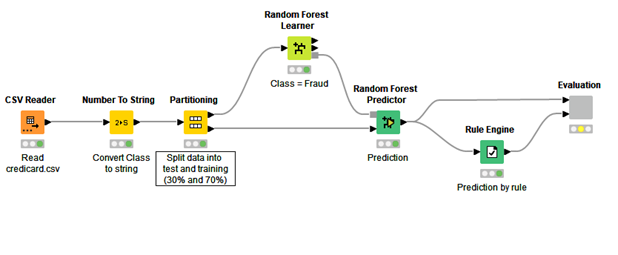 Random Forest
Learner
Class = Fraud
CSV Reader
Number To String
Partitioning
Random Forest
Predictor
Evaluation
Rule Engine
2▸S
Read
credicard.csv
Convert Class
to string
Split data into
test and training
(30% and 70%)
Prediction
Prediction by rule